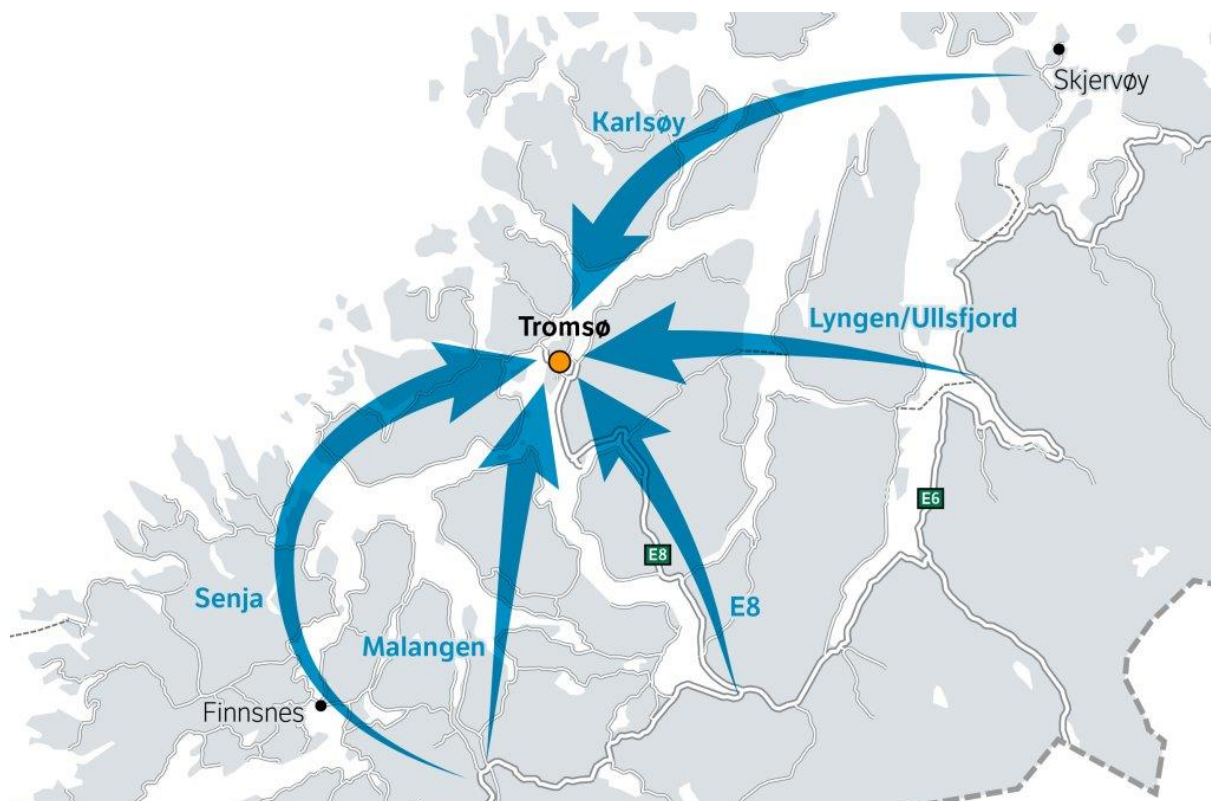 Skjervøy
Karlsøy
Tromsø
Lyngen/Ullsfjord
E6
E8
Senja
E8
Malangen
Finnsnes